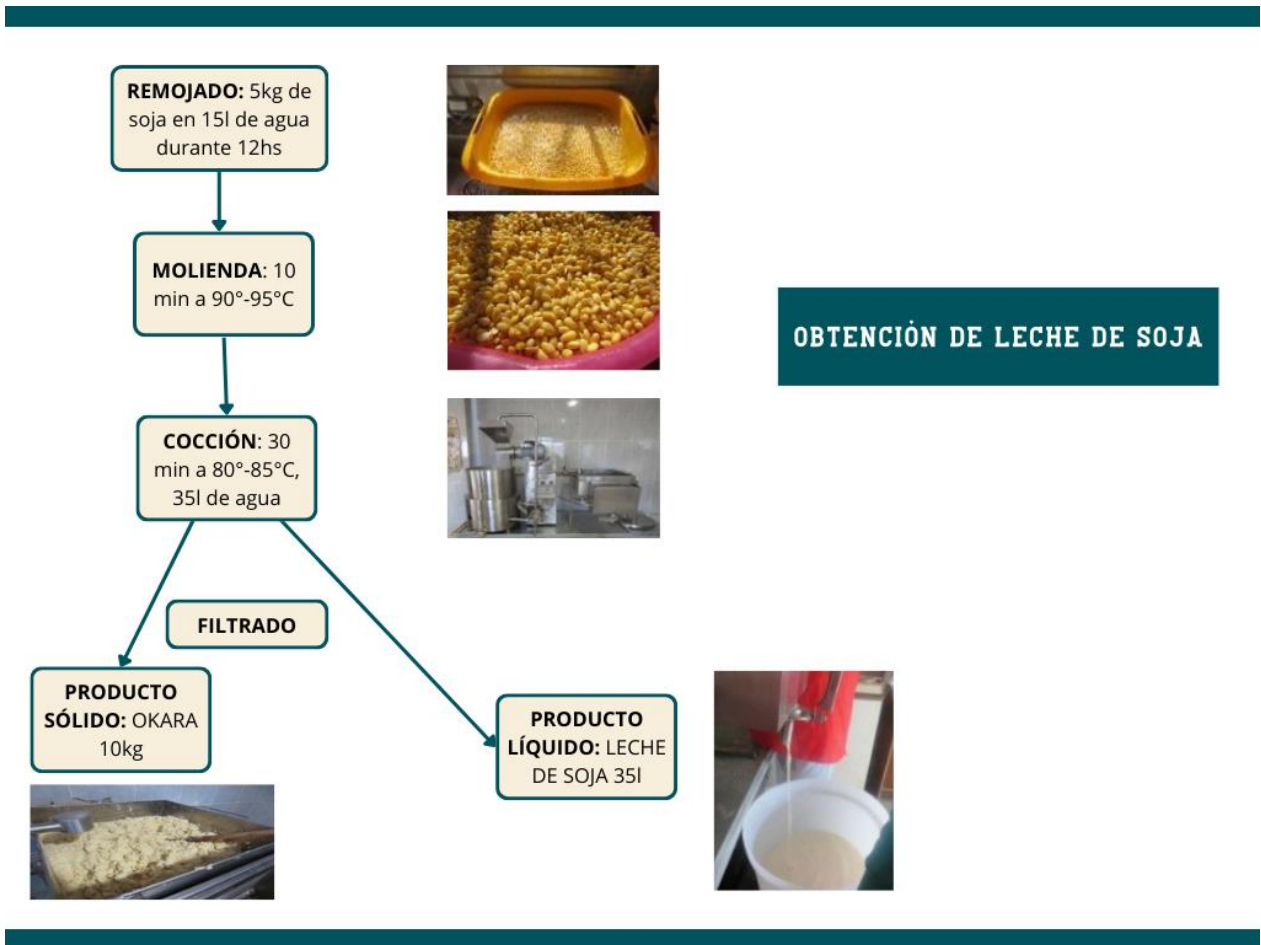 REMOJADO: 5kg de
soja en 15l de agua
durante 12hs
MOLIENDA: 10
min a 90°-95°C
OBTENCIÓN DE LECHE DE SOJA
COCCIÓN: 30
min a 80°-85°C,
35l de agua
FILTRADO
PRODUCTO
SÓLIDO: OKARA
10kg
PRODUCTO
LÍQUIDO: LECHE
DE SOJA 35l